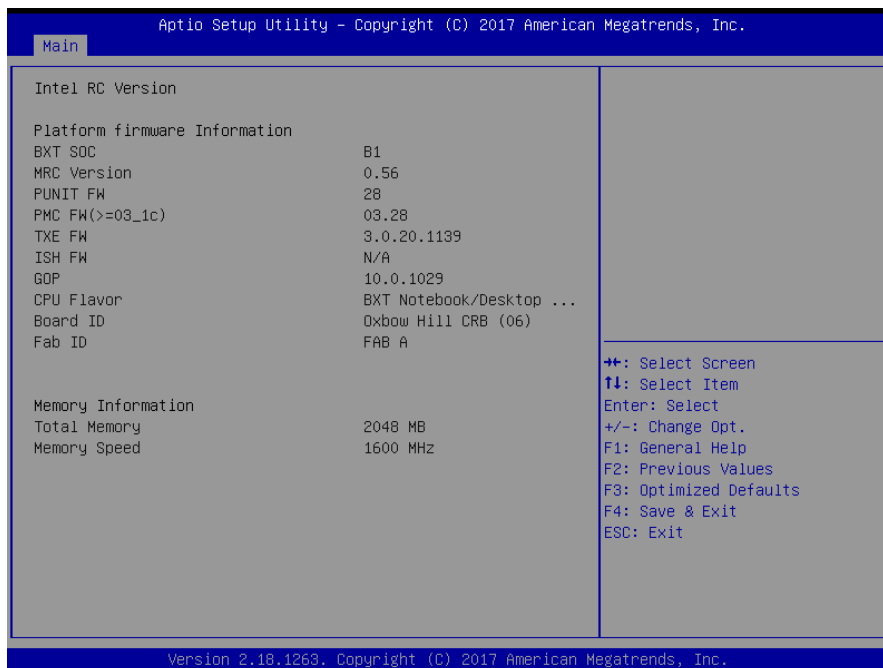 Aptio Setup Utility – Copyright (C) 2017 American Megatrends, Inc.
Main
Intel RC Version
Platform firmware Information
BXT SOC B1
MRC Version 0.56
PUNIT FW 28
PMC FW(>=03_1c) 03.28
TXE FW 3.0.20.1139
ISH FW N/A
GOP 10.0.1029
CPU Flavor BXT Notebook/Desktop ...
Board ID Oxbow Hill CRB (06)
Fab ID FAB A
Memory Information
Total Memory 2048 MB
Memory Speed 1600 MHz
→←: Select Screen
↑↓: Select Item
Enter: Select
+/-: Change Opt.
F1: General Help
F2: Previous Values
F3: Optimized Defaults
F4: Save & Exit
ESC: Exit
Version 2.18.1263. Copyright (C) 2017 American Megatrends, Inc.